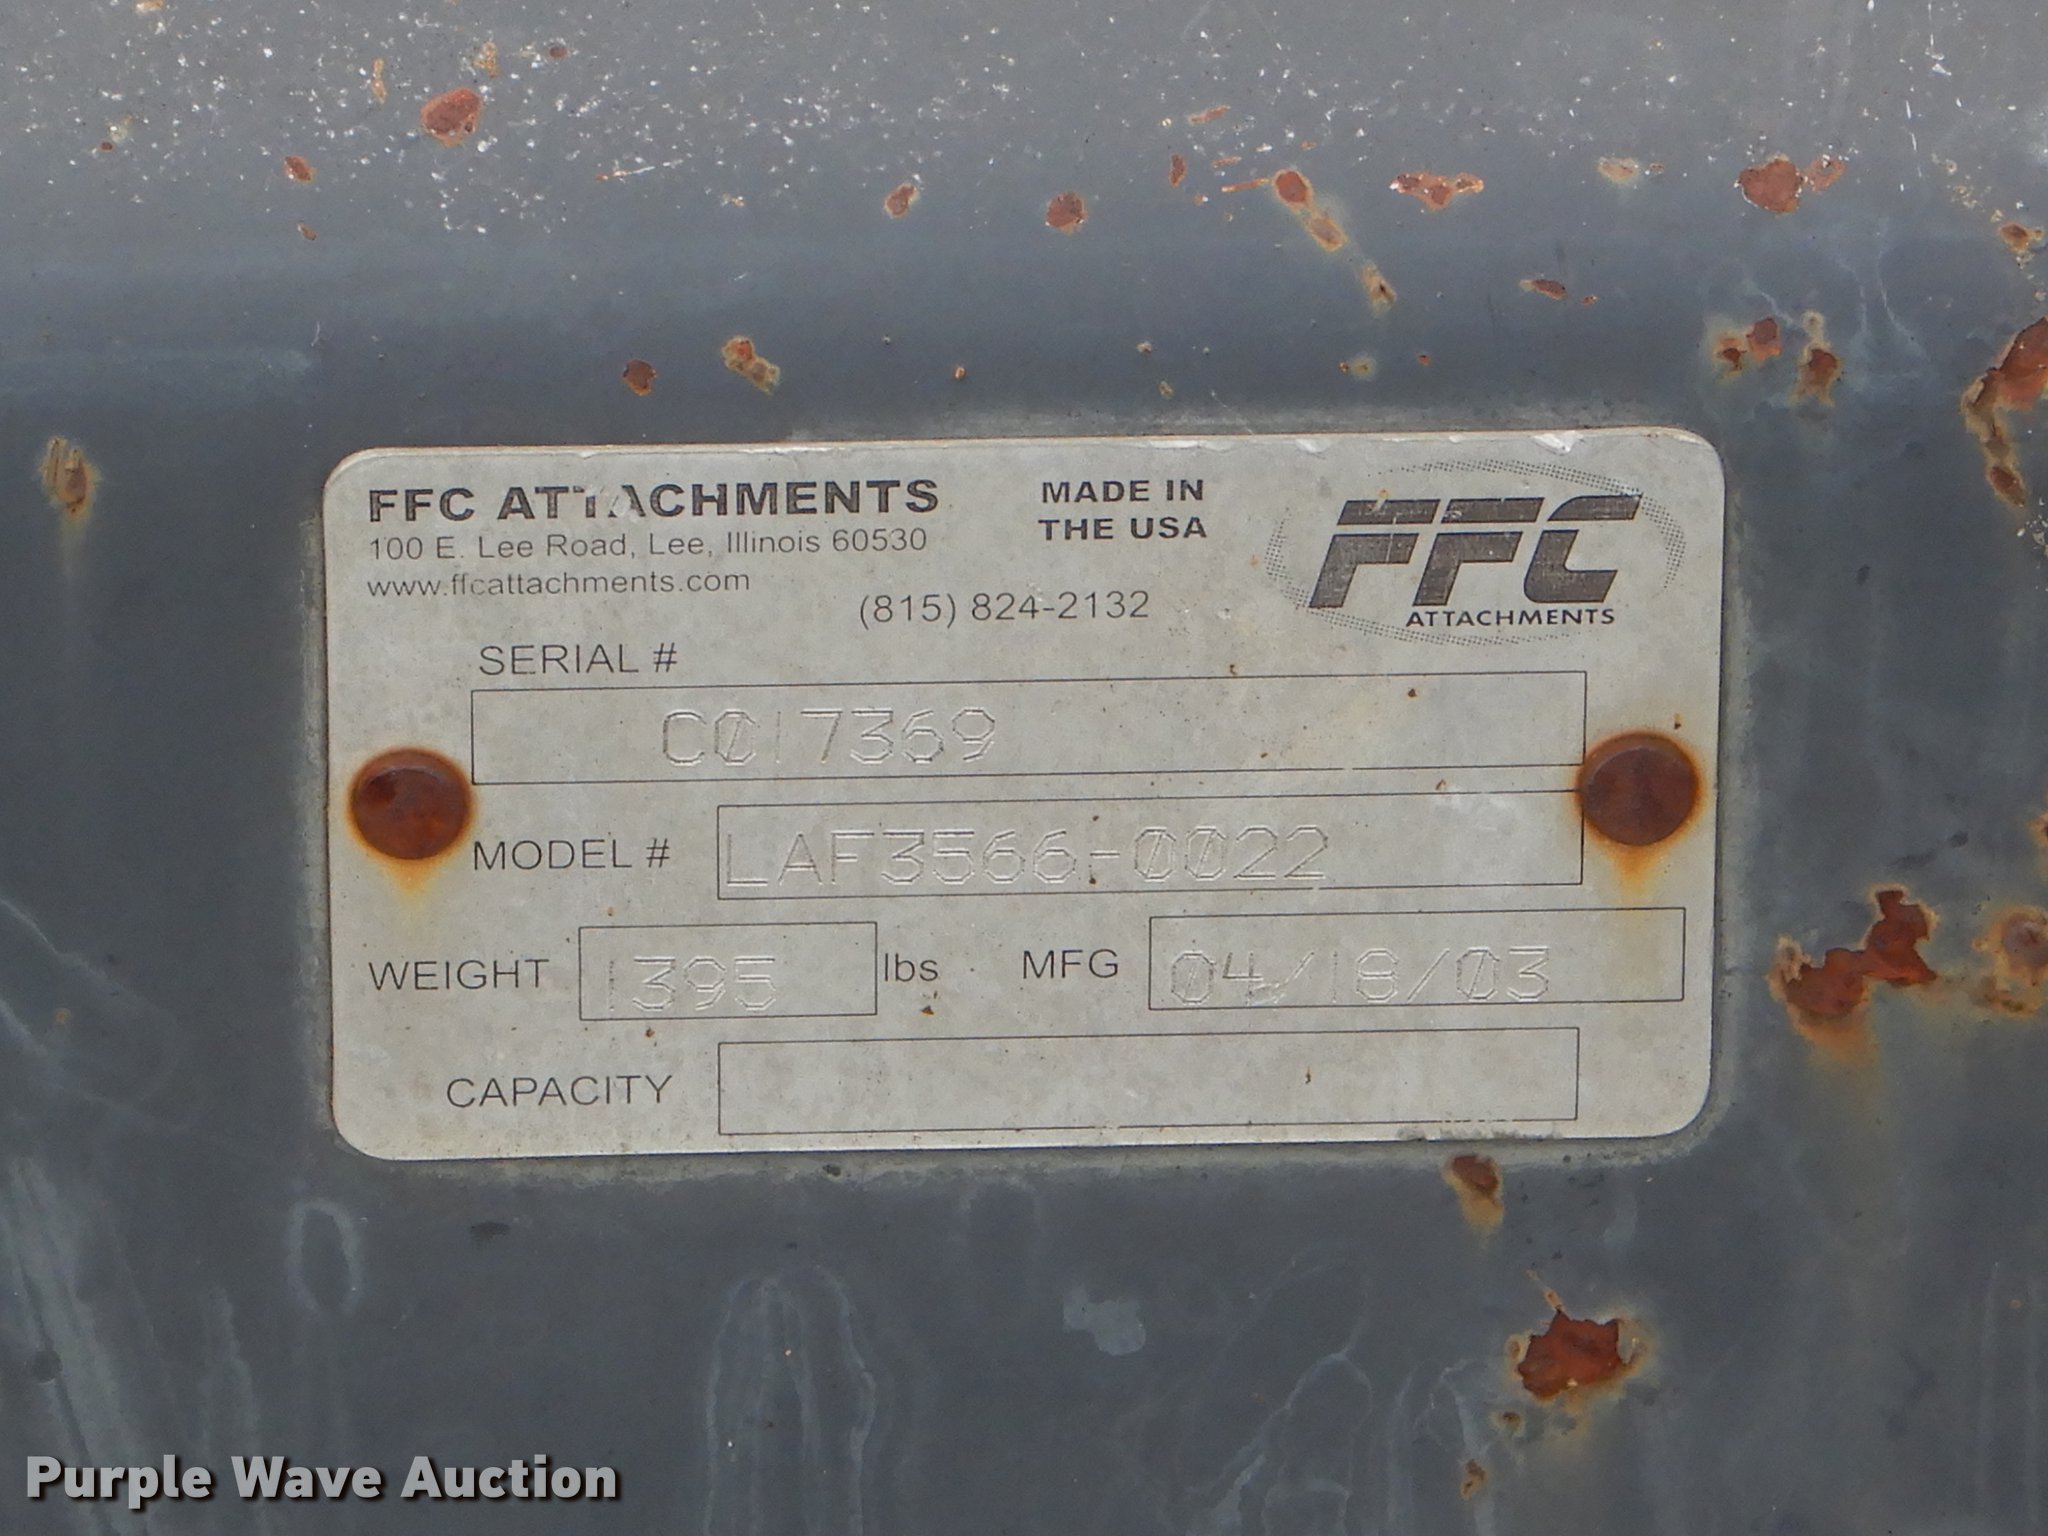 FFC ATTACHMENTS
100 E. Lee Road, Lee, Illinois 60530
www.ffcattachments.com
(815) 824-2132
MADE IN
THE USA
FFC
ATTACHMENTS
SERIAL #
C017369
MODEL # LAF3566-0022
WEIGHT 1395 lbs MFG 04/18/03
CAPACITY
Purple Wave Auction